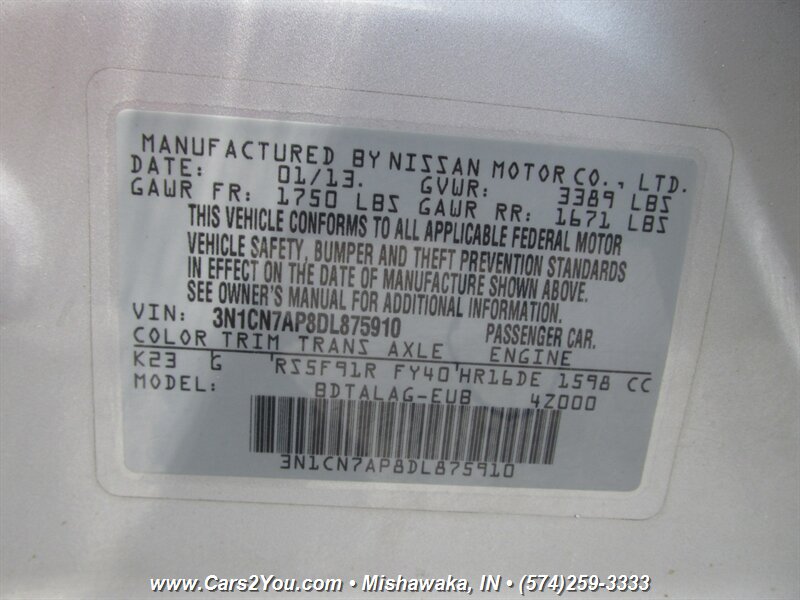 MANUFACTURED BY NISSAN MOTOR CO., LTD.
DATE: 01/13. GVWR: 3389 LBS
GAWR FR: 1750 LBS GAWR RR: 1671 LBS
THIS VEHICLE CONFORMS TO ALL APPLICABLE FEDERAL MOTOR
VEHICLE SAFETY, BUMPER AND THEFT PREVENTION STANDARDS
IN EFFECT ON THE DATE OF MANUFACTURE SHOWN ABOVE.
SEE OWNER'S MANUAL FOR ADDITIONAL INFORMATION.
VIN: 3N1CN7AP8DL875910 PASSENGER CAR.
COLOR TRIM TRANS AXLE ENGINE
K23 G RS5F91R FY40 HR16DE 1598 CC
MODEL: BDTALAG-EUB 4Z000
3N1CN7AP8DL875910
www.Cars2You.com • Mishawaka, IN • (574)259-3333